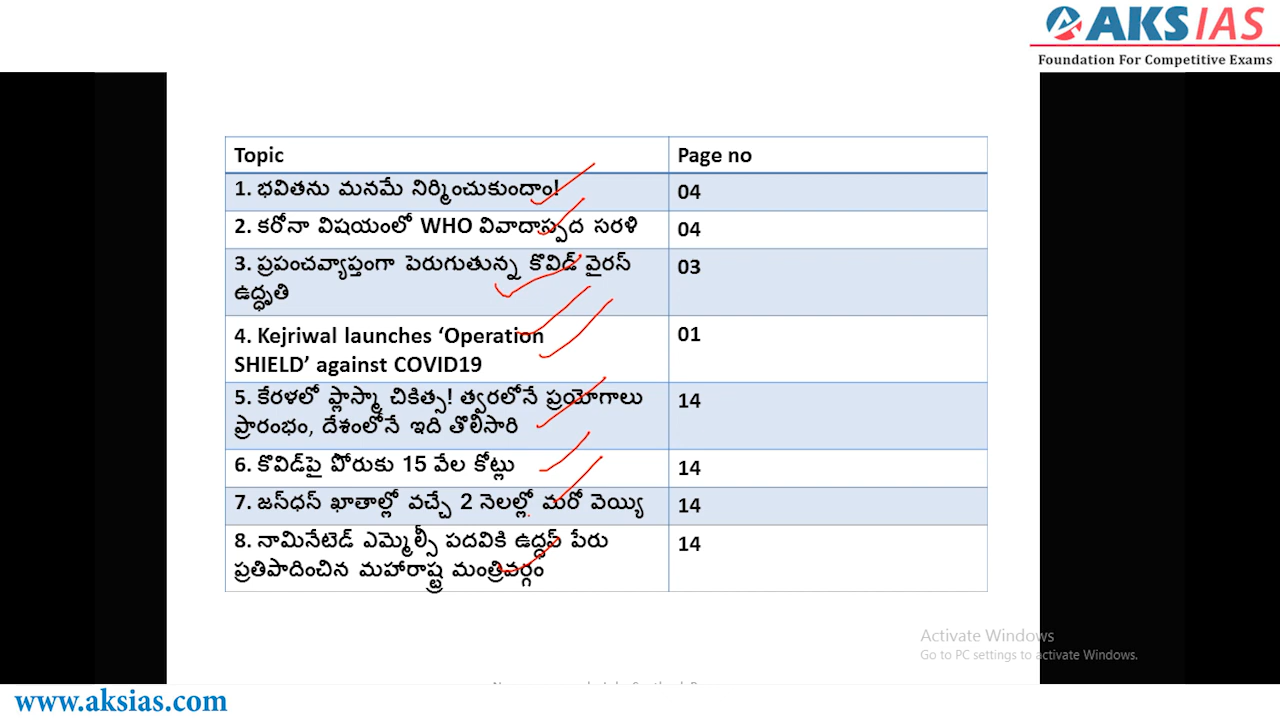 AKS IAS
Foundation For Competitive Exams
Topic Page no
1. భవితను మనమే నిర్మించుకుందాం! 04
2. కరోనా విషయంలో WHO వివాదాస్పద సరళి 04
3. ప్రపంచవ్యాప్తంగా పెరుగుతున్న కొవిడ్ వైరస్ 03
ఉద్ధృతి
4. Kejriwal launches ‘Operation 01
SHIELD’ against COVID19
5. కేరళలో ప్లాస్మా చికిత్స! త్వరలోనే ప్రయోగాలు 14
ప్రారంభం, దేశంలోనే ఇది తొలిసారి
6. కొవిడ్‌పై పోరుకు 15 వేల కోట్లు 14
7. జన్‌ధన్ ఖాతాల్లో వచ్చే 2 నెలల్లో మరో వెయ్యి 14
8. నామినేటెడ్ ఎమ్మెల్సీ పదవికి ఉద్ధవ్ పేరు 14
ప్రతిపాదించిన మహారాష్ట్ర మంత్రివర్గం
Activate Windows
Go to PC settings to activate Windows.
www.aksias.com